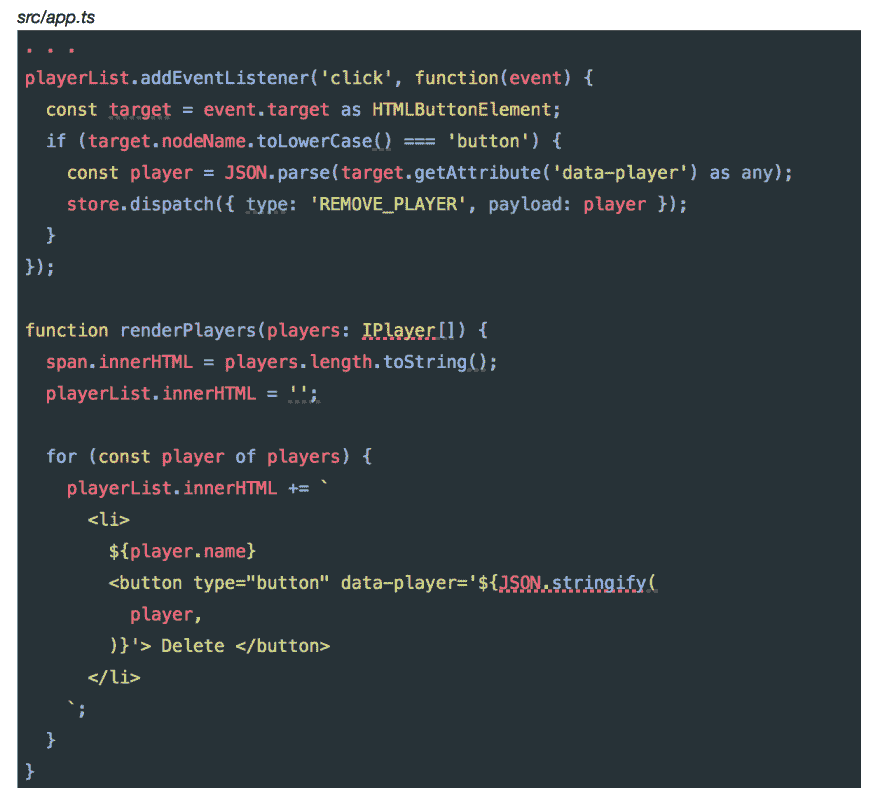 src/app.ts
. . .
playerList.addEventListener('click', function(event) {
  const target = event.target as HTMLButtonElement;
  if (target.nodeName.toLowerCase() === 'button') {
    const player = JSON.parse(target.getAttribute('data-player') as any);
    store.dispatch({ type: 'REMOVE_PLAYER', payload: player });
  }
});

function renderPlayers(players: IPlayer[]) {
  span.innerHTML = players.length.toString();
  playerList.innerHTML = '';

  for (const player of players) {
    playerList.innerHTML += `
      <li>
        ${player.name}
        <button type="button" data-player='${JSON.stringify(
          player,
        )}'> Delete </button>
      </li>
    `;
  }
}